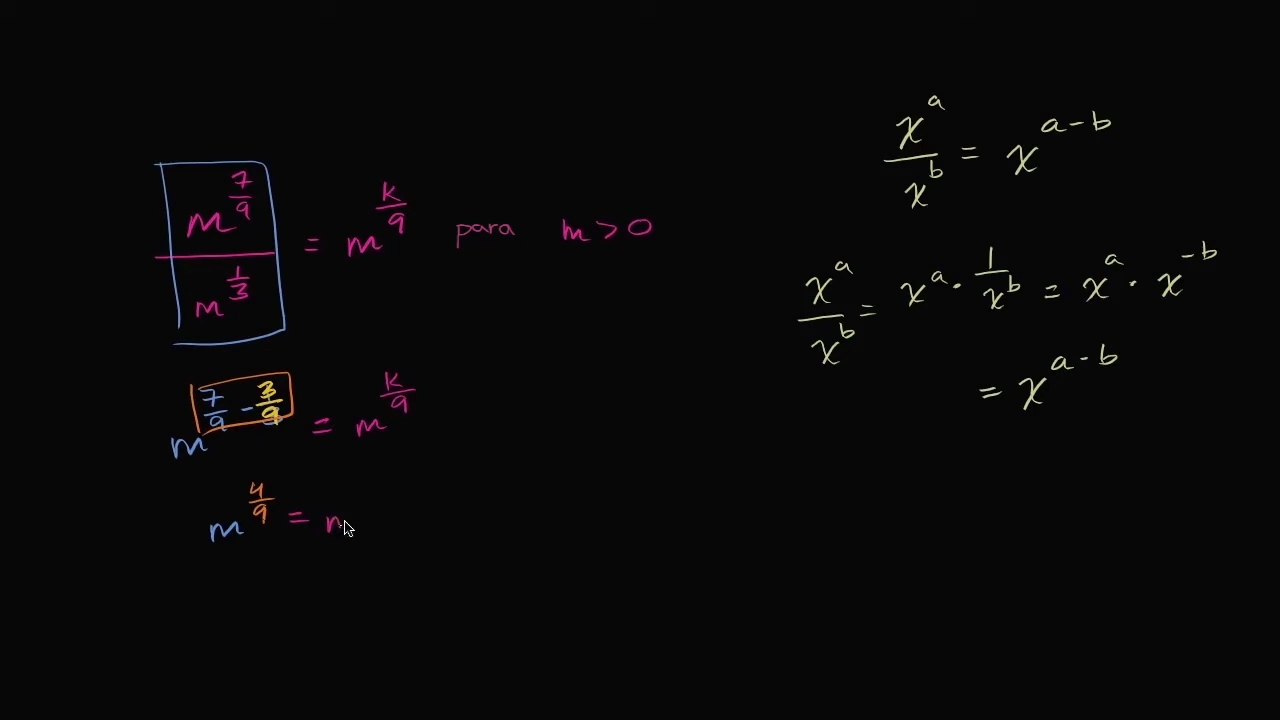 m^(7/9) / m^(1/3) = m^(k/9) para m > 0
m^(7/9 - 3/9) = m^(k/9)
m^(4/9) = m
x^a / x^b = x^(a-b)
x^a / x^b = x^a · 1/x^b = x^a · x^(-b)
= x^(a-b)